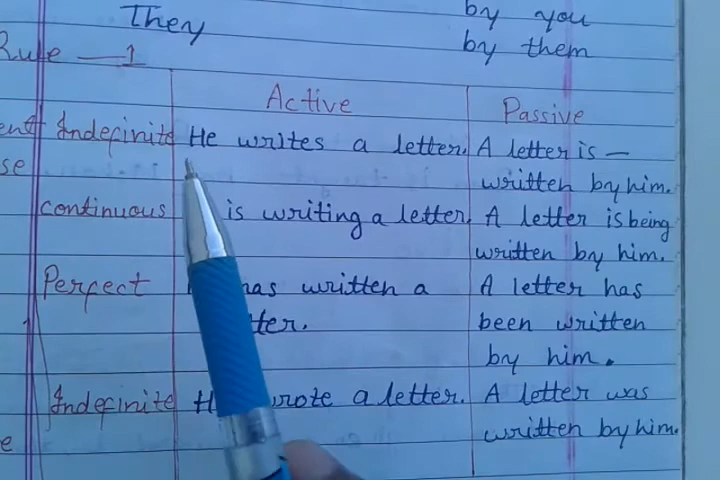 They by you
by them
Rule — 1
Active Passive
Indefinite He writes a letter. A letter is —
written by him.
continuous is writing a letter. A letter is being
written by him.
Perfect has written a A letter has
been written
by him.
Indefinite wrote a letter. A letter was
written by him.